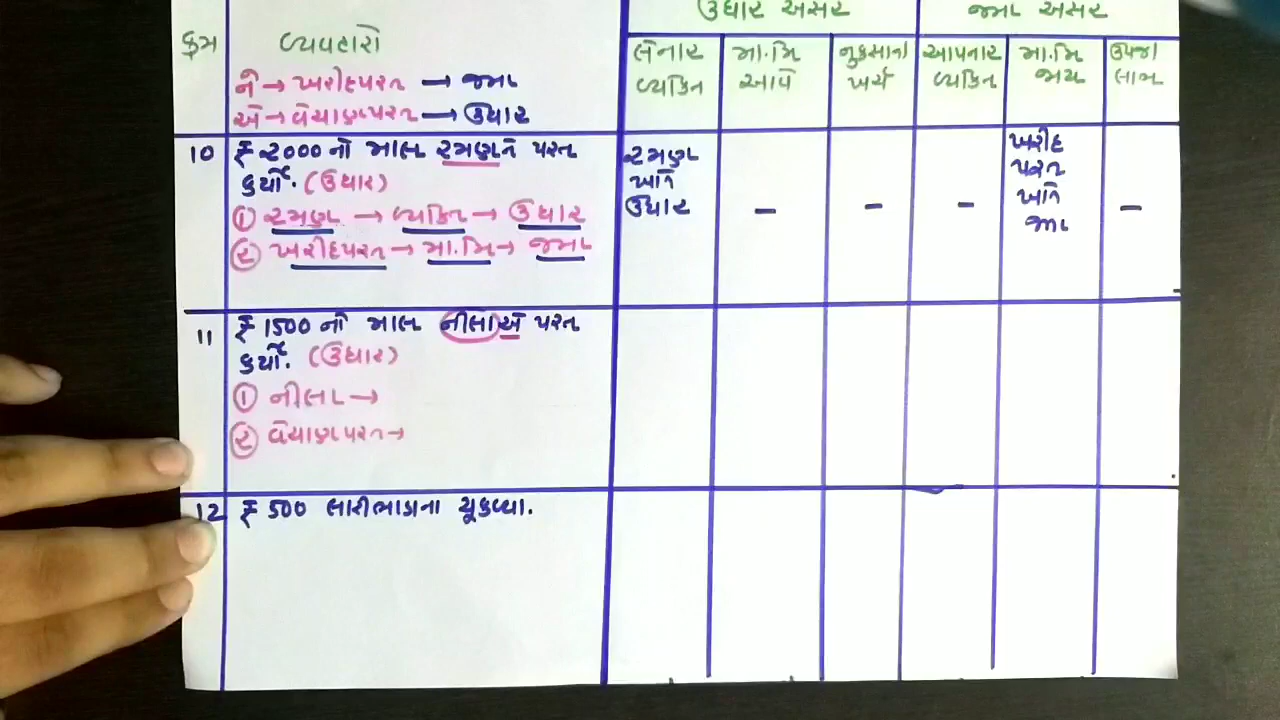 ઉધાર અસર
જમા અસર
ક્રમ
વ્યવહારો
ને → ખરીદપરત → જમા
એ → વેચાણપરત → ઉધાર
લેનાર વ્યક્તિ
મા.મિ આવે
નુકસાન ખર્ચ
આપનાર વ્યક્તિ
મા.મિ જાય
ઉપજ લાભ
10
₹ ૨000 નો માલ રમણને પરત
કર્યો. (ઉધાર)
① રમણ → વ્યક્તિ → ઉધાર
② ખરીદપરત → મા.મિ → જમા
રમણ
ખાતે
ઉધાર
-
-
-
ખરીદ
પરત
ખાતે
જમા
-
11
₹ 1500 નો માલ નીલાએ પરત
કર્યો. (ઉધાર)
① નીલા →
② વેચાણપરત →
12
₹ 500 લારીભાડાના ચૂકવ્યા.